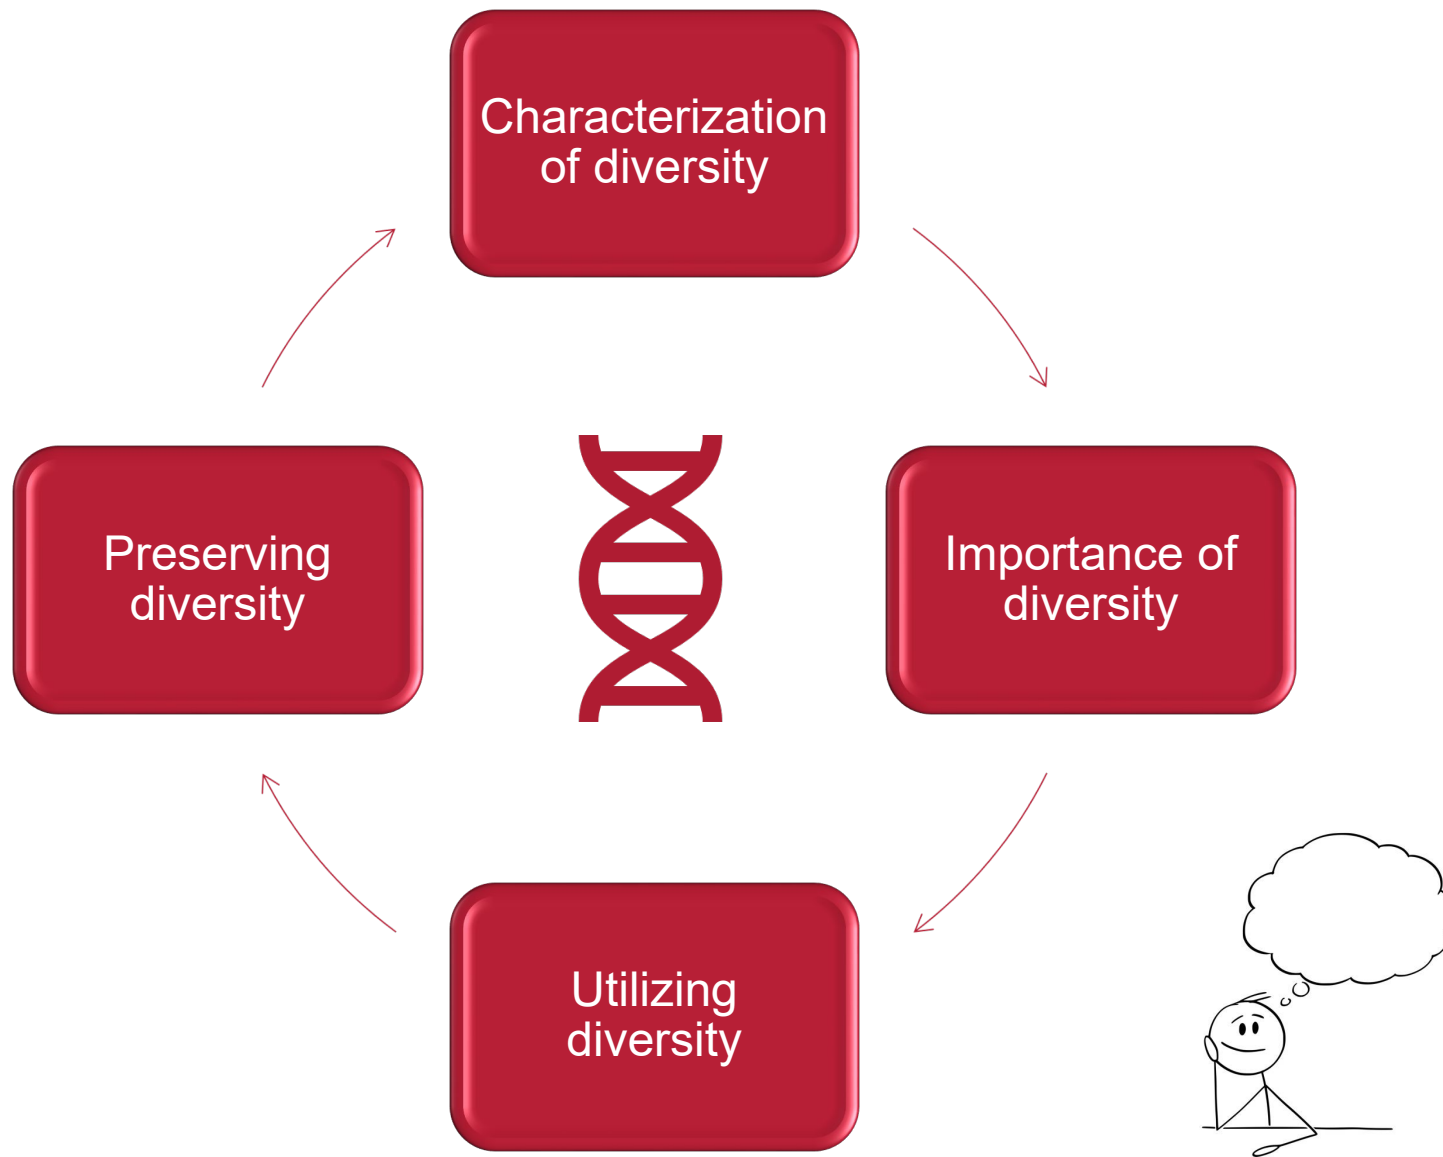 Characterization
of diversity
Importance of
diversity
Utilizing
diversity
Preserving
diversity